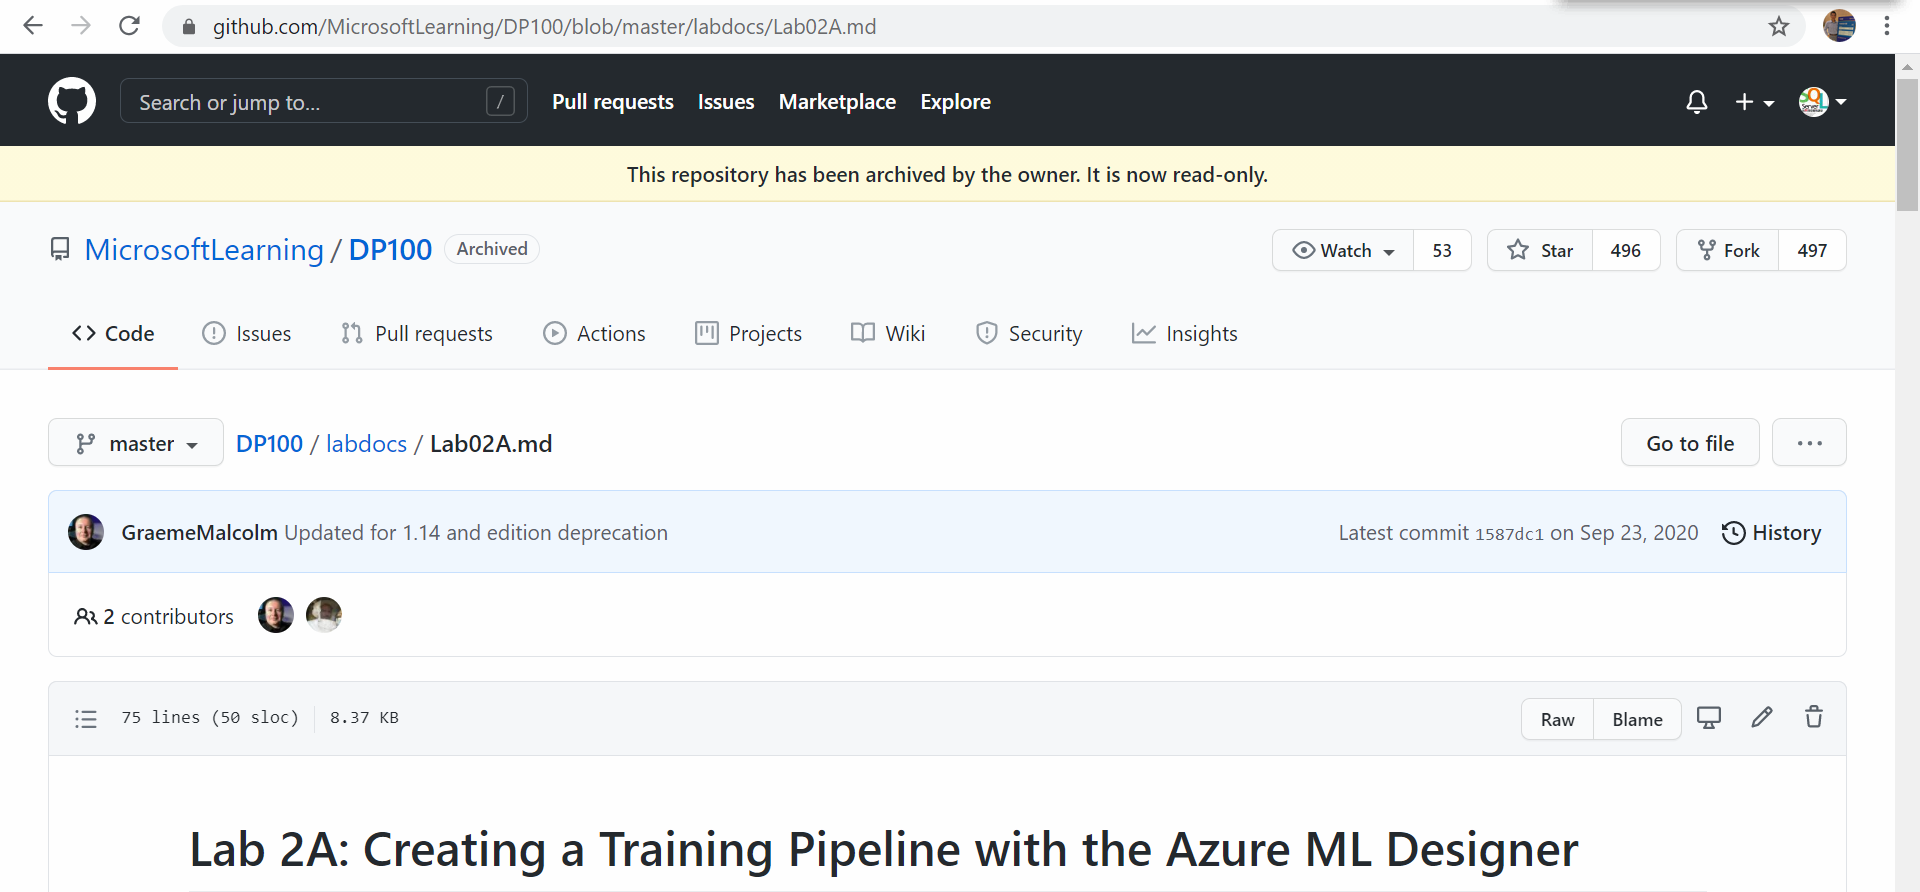 github.com/MicrosoftLearning/DP100/blob/master/labdocs/Lab02A.md
Search or jump to... /
Pull requests Issues Marketplace Explore
This repository has been archived by the owner. It is now read-only.
MicrosoftLearning / DP100 Archived
Watch 53 Star 496 Fork 497
Code Issues Pull requests Actions Projects Wiki Security Insights
master DP100 / labdocs / Lab02A.md Go to file ...
GraemeMalcolm Updated for 1.14 and edition deprecation Latest commit 1587dc1 on Sep 23, 2020 History
2 contributors
75 lines (50 sloc) 8.37 KB Raw Blame
Lab 2A: Creating a Training Pipeline with the Azure ML Designer